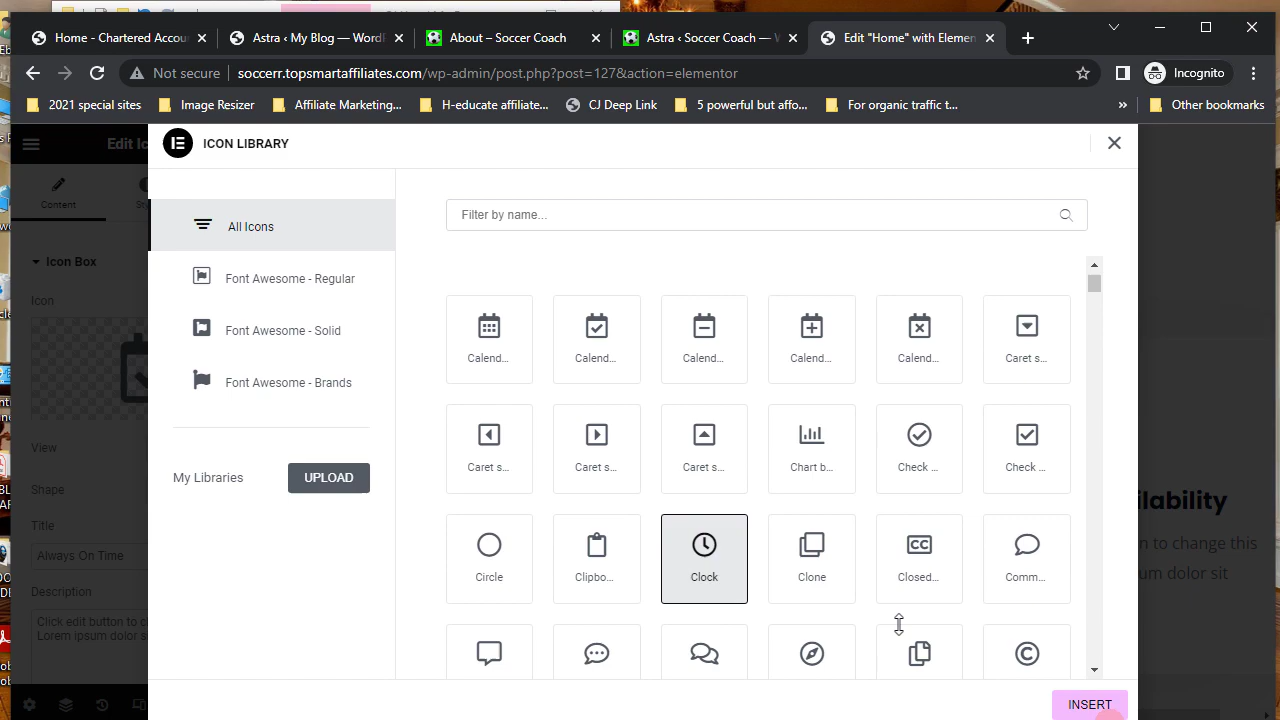 Home - Chartered Accou
Astra ‹ My Blog — WordP
About – Soccer Coach
Astra ‹ Soccer Coach — W
Edit "Home" with Elemen
Not secure
soccerr.topsmartaffiliates.com/wp-admin/post.php?post=127&action=elementor
Incognito
2021 special sites
Image Resizer
Affiliate Marketing...
H-educate affiliate...
CJ Deep Link
5 powerful but affo...
For organic traffic t...
»
Other bookmarks
Edit Ic
ICON LIBRARY
Content
Filter by name...
All Icons
Icon Box
Font Awesome - Regular
Icon
Font Awesome - Solid
Calend...
Calend...
Calend...
Calend...
Calend...
Caret s...
Font Awesome - Brands
View
Caret s...
Caret s...
Caret s...
Chart b...
Check ...
Check ...
My Libraries
UPLOAD
Shape
ilability
Title
Always On Time
n to change this
um dolor sit
Circle
Clipbo...
Clock
Clone
Closed...
Comm...
Description
Click edit button to c
Lorem ipsum dolor s
INSERT